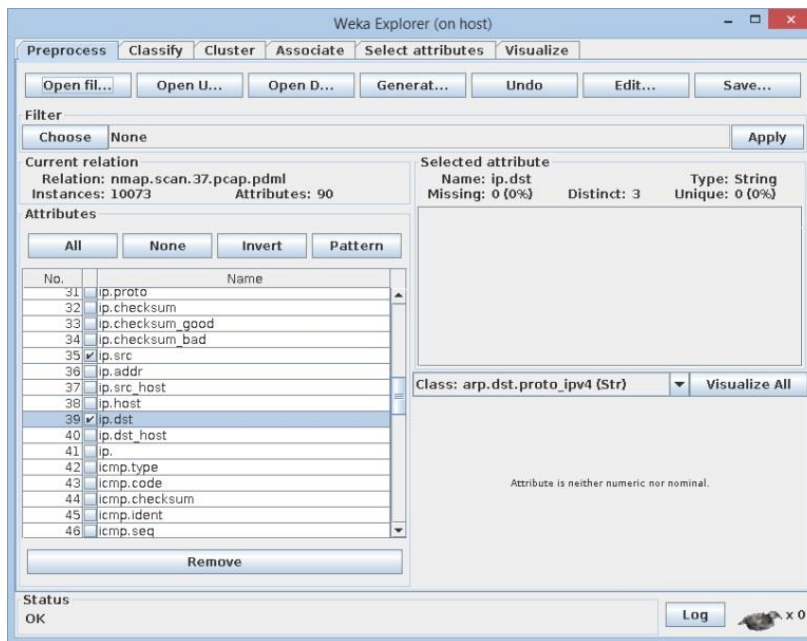 Weka Explorer (on host)
Preprocess Classify Cluster Associate Select attributes Visualize
Open fil... Open U... Open D... Generat... Undo Edit... Save...
Filter
Choose None Apply
Current relation
Relation: nmap.scan.37.pcap.pdml
Instances: 10073 Attributes: 90
Selected attribute
Name: ip.dst Type: String
Missing: 0 (0%) Distinct: 3 Unique: 0 (0%)
Attributes
All None Invert Pattern
No. Name
31 ip.proto
32 ip.checksum
33 ip.checksum_good
34 ip.checksum_bad
35 ip.src
36 ip.addr
37 ip.src_host
38 ip.host
39 ip.dst
40 ip.dst_host
41 ip.
42 icmp.type
43 icmp.code
44 icmp.checksum
45 icmp.ident
46 icmp.seq
Remove
Class: arp.dst.proto_ipv4 (Str) Visualize All
Attribute is neither numeric nor nominal.
Status
OK
Log x 0